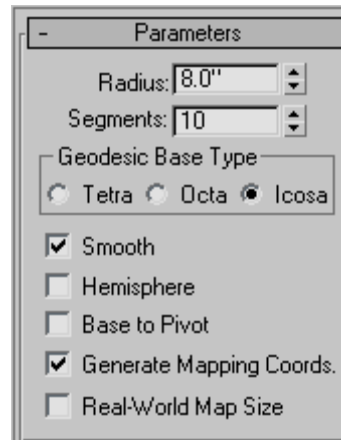 - Parameters
Radius: 8.0"
Segments: 10
Geodesic Base Type
Tetra Octa Icosa
Smooth
Hemisphere
Base to Pivot
Generate Mapping Coords.
Real-World Map Size